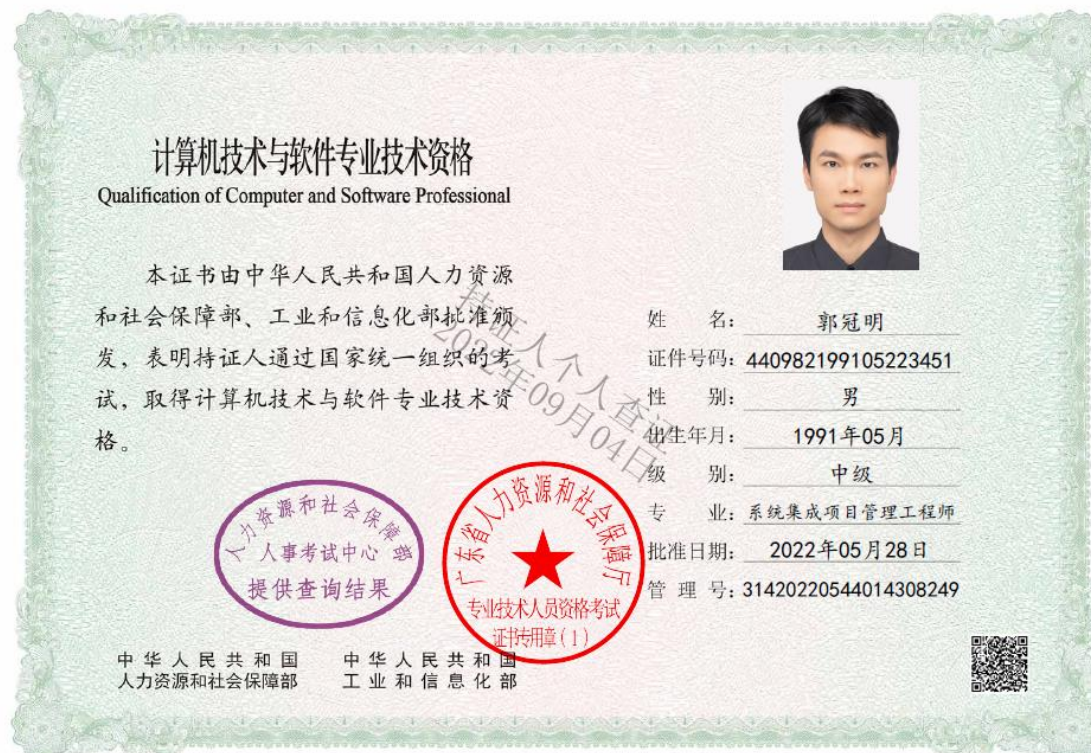 计算机技术与软件专业技术资格
Qualification of Computer and Software Professional
本证书由中华人民共和国人力资源
和社会保障部、工业和信息化部批准颁
发，表明持证人通过国家统一组织的考
试，取得计算机技术与软件专业技术资
格。
持证人个人查证
2022年09月04日
姓 名： 郭冠明
证件号码：440982199105223451
性 别： 男
出生年月： 1991年05月
级 别： 中级
专 业：系统集成项目管理工程师
批准日期： 2022年05月28日
管 理 号：31420220544014308249
人力资源和社会保障部
人事考试中心
提供查询结果
广东省人力资源和社会保障厅
专业技术人员资格考试
证书专用章（1）
中华人民共和国
人力资源和社会保障部
中华人民共和国
工业和信息化部